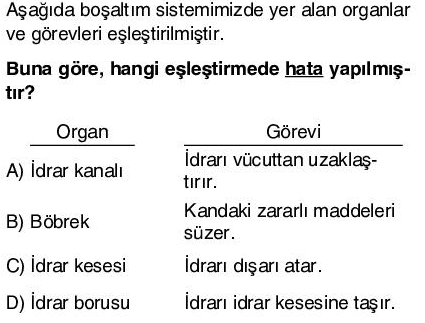 Aşağıda boşaltım sistemimizde yer alan organlar
ve görevleri eşleştirilmiştir.
Buna göre, hangi eşleştirmede hata yapılmış-
tır?
Organ Görevi
A) İdrar kanalı İdrarı vücuttan uzaklaş-
tırır.
B) Böbrek Kandaki zararlı maddeleri
süzer.
C) İdrar kesesi İdrarı dışarı atar.
D) İdrar borusu İdrarı idrar kesesine taşır.